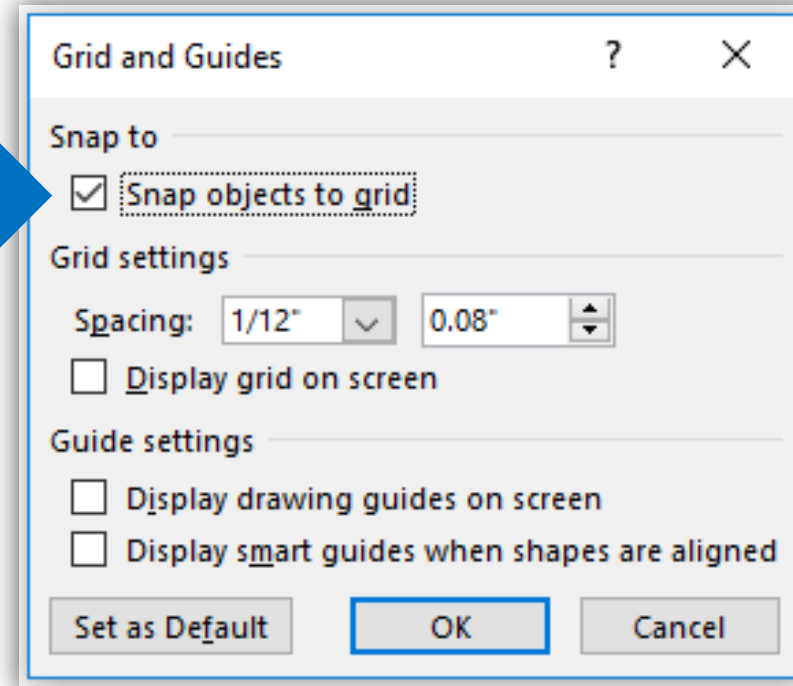 Grid and Guides ?
Snap to
Snap objects to grid
Grid settings
Spacing: 1/12" 0.08"
Display grid on screen
Guide settings
Display drawing guides on screen
Display smart guides when shapes are aligned
Set as Default OK Cancel